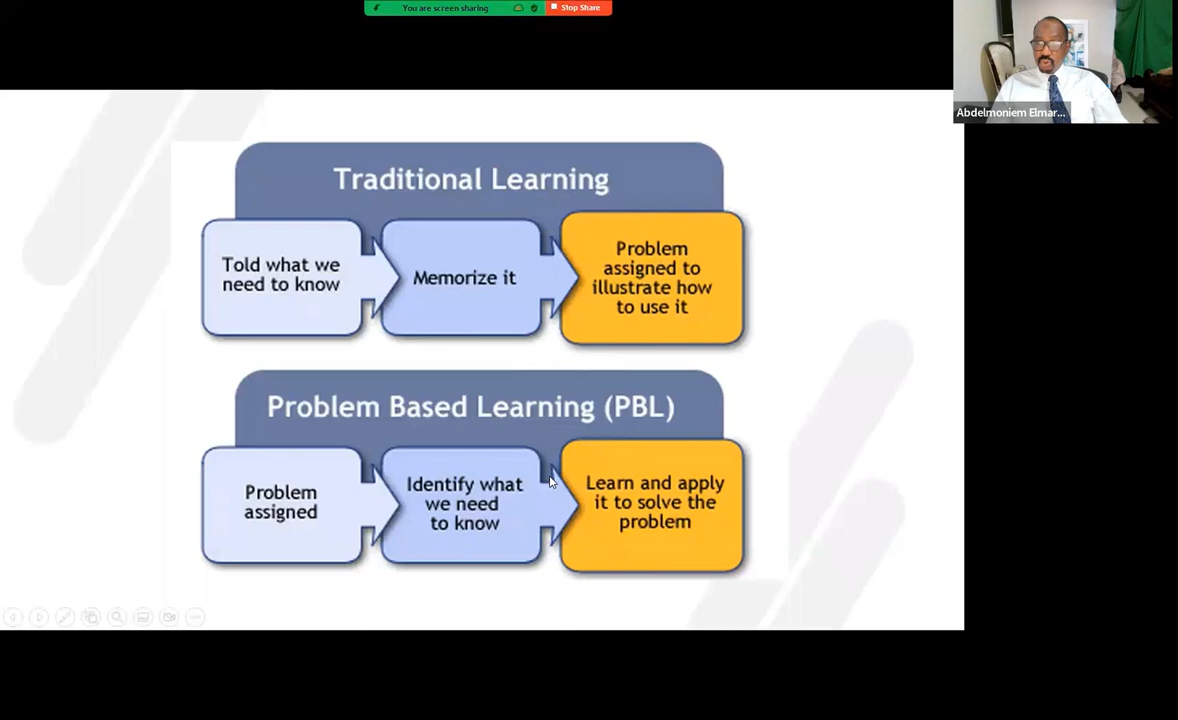 You are screen sharing
Stop Share
Abdelmoniem Elmar...
Traditional Learning
Told what we
need to know
Memorize it
Problem
assigned to
illustrate how
to use it
Problem Based Learning (PBL)
Problem
assigned
Identify what
we need
to know
Learn and apply
it to solve the
problem